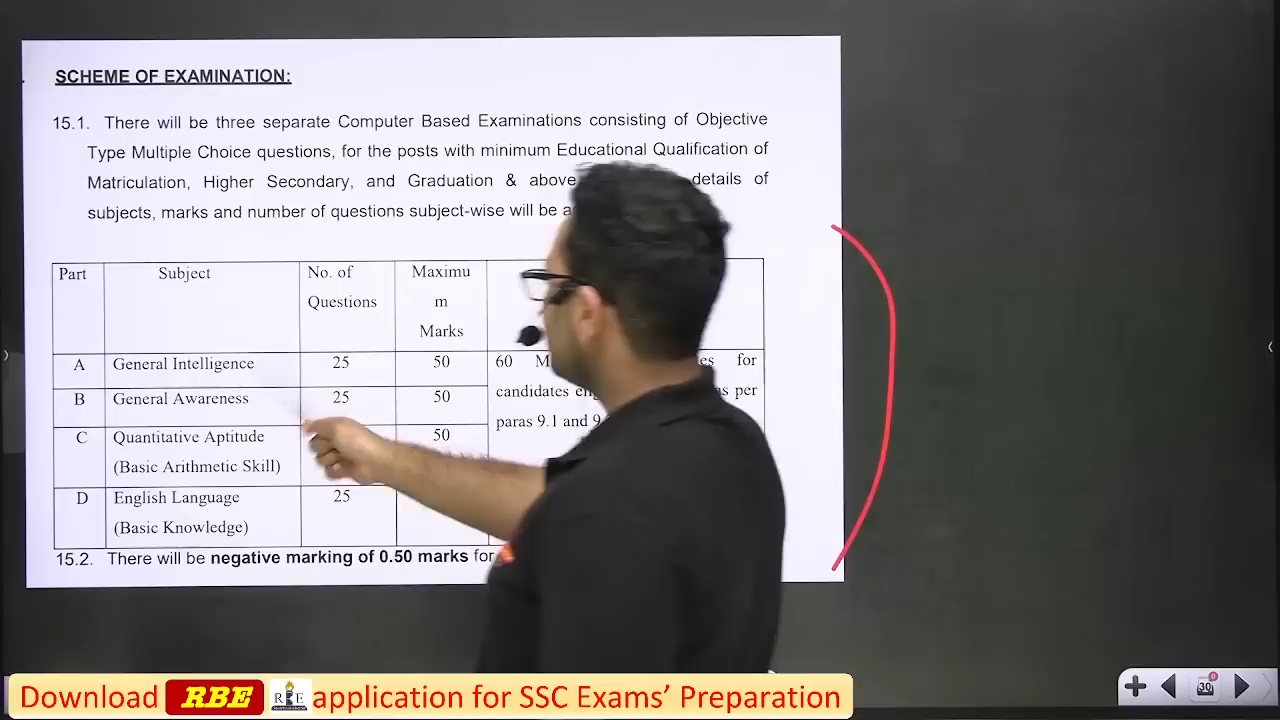 SCHEME OF EXAMINATION:
15.1. There will be three separate Computer Based Examinations consisting of Objective
Type Multiple Choice questions, for the posts with minimum Educational Qualification of
Matriculation, Higher Secondary, and Graduation & above details of
subjects, marks and number of questions subject-wise will be
Part Subject No. of Questions Maximu m Marks
A General Intelligence 25 50 60 for
B General Awareness 25 50 candidates per
paras 9.1 and
C Quantitative Aptitude 50
(Basic Arithmetic Skill)
D English Language 25
(Basic Knowledge)
15.2. There will be negative marking of 0.50 marks for
Download RBE RBE application for SSC Exams' Preparation
30
0